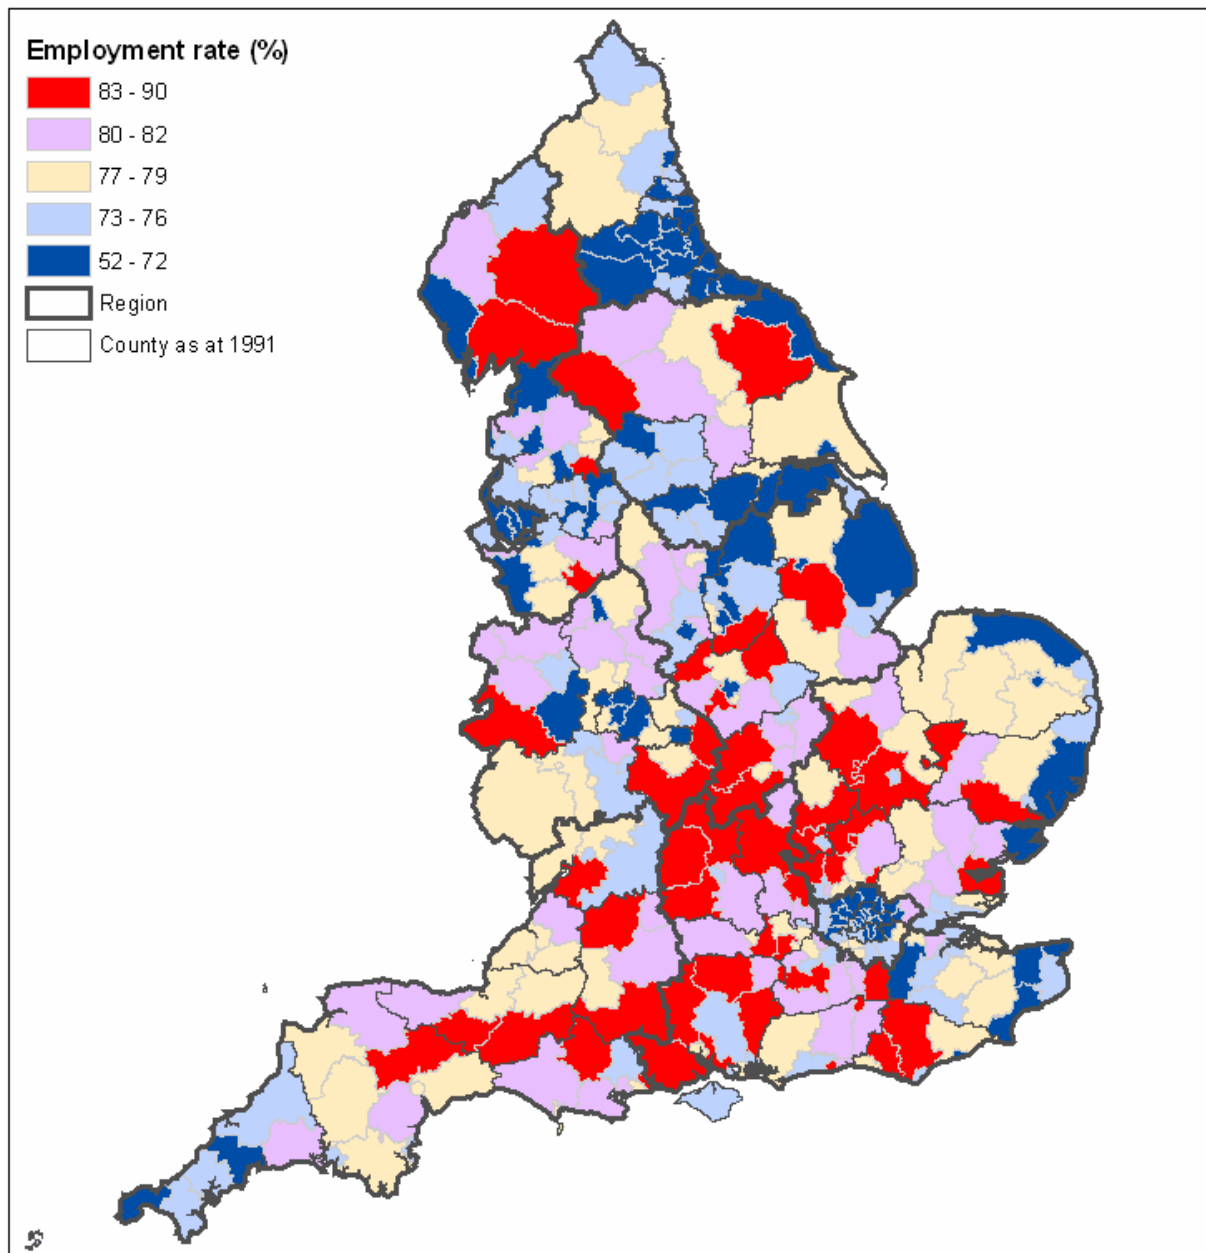 Employment rate (%)
83 - 90
80 - 82
77 - 79
73 - 76
52 - 72
Region
County as at 1991